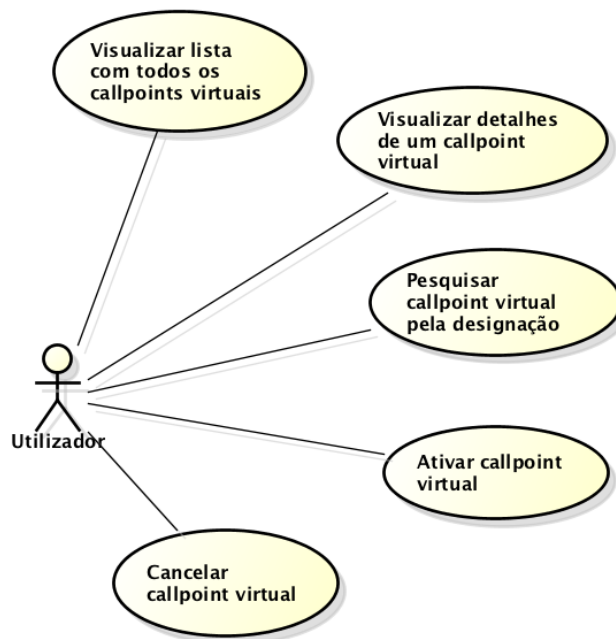 Visualizar lista
com todos os
callpoints virtuais
Visualizar detalhes
de um callpoint
virtual
Pesquisar
callpoint virtual
pela designação
Utilizador
Ativar callpoint
virtual
Cancelar
callpoint virtual